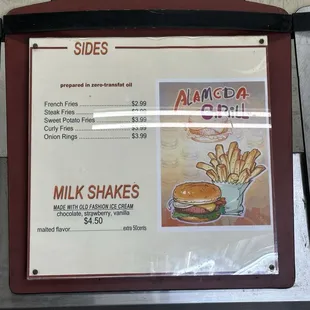 SIDES
prepared in zero-transfat oil
French Fries $2.99
Steak Fries
Sweet Potato Fries $3.99
Curly Fries $3.99
Onion Rings $3.99
ALAMEDA
GRILL
MILK SHAKES
MADE WITH OLD FASHION ICE CREAM
chocolate, strawberry, vanilla
$4.50
malted flavor extra 50cents